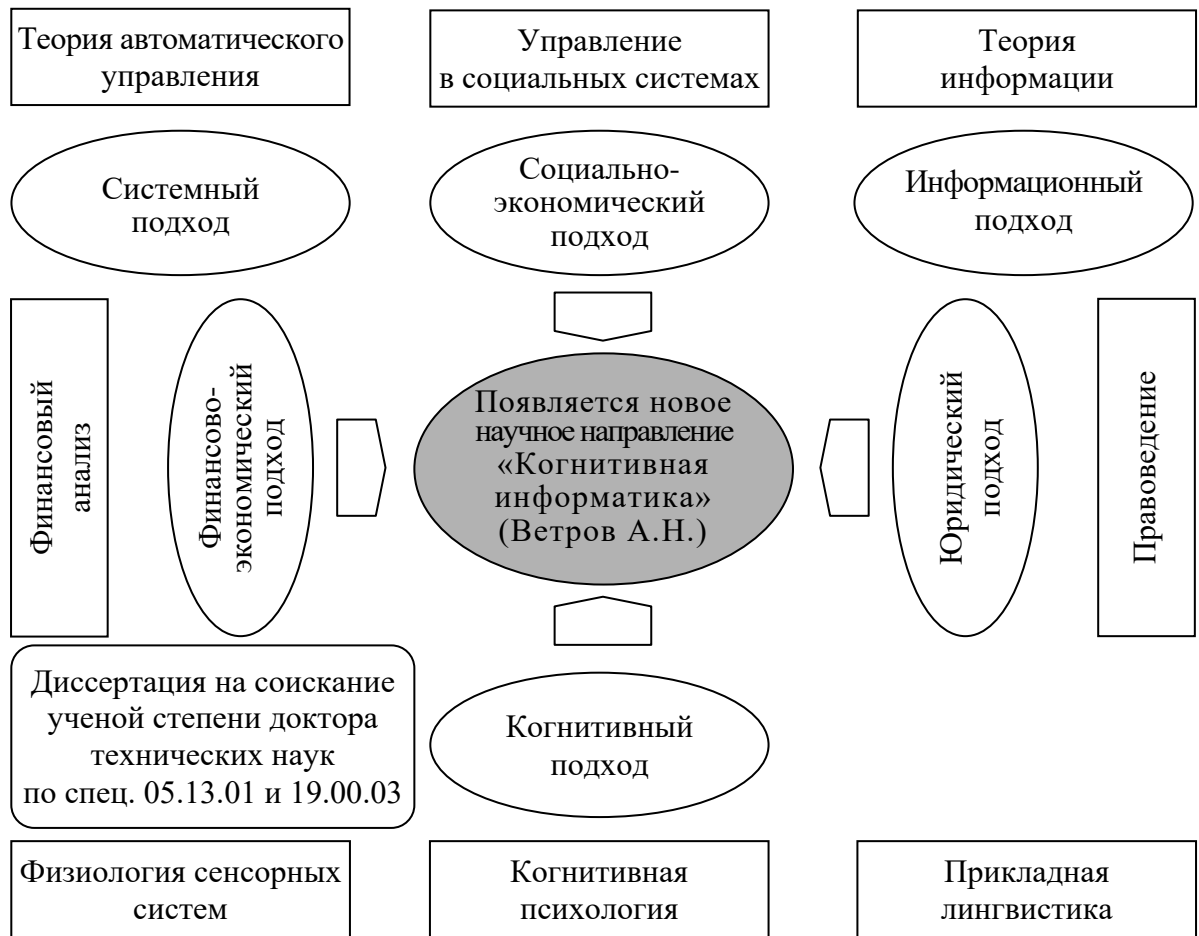 Теория автоматического
управления
Управление
в социальных системах
Теория
информации
Системный
подход
Социально-
экономический
подход
Информационный
подход
Финансовый
анализ
Финансово-
экономический
подход
Появляется новое
научное направление
«Когнитивная
информатика»
(Ветров А.Н.)
Юридический
подход
Правоведение
Диссертация на соискание
ученой степени доктора
технических наук
по спец. 05.13.01 и 19.00.03
Когнитивный
подход
Физиология сенсорных
систем
Когнитивная
психология
Прикладная
лингвистика